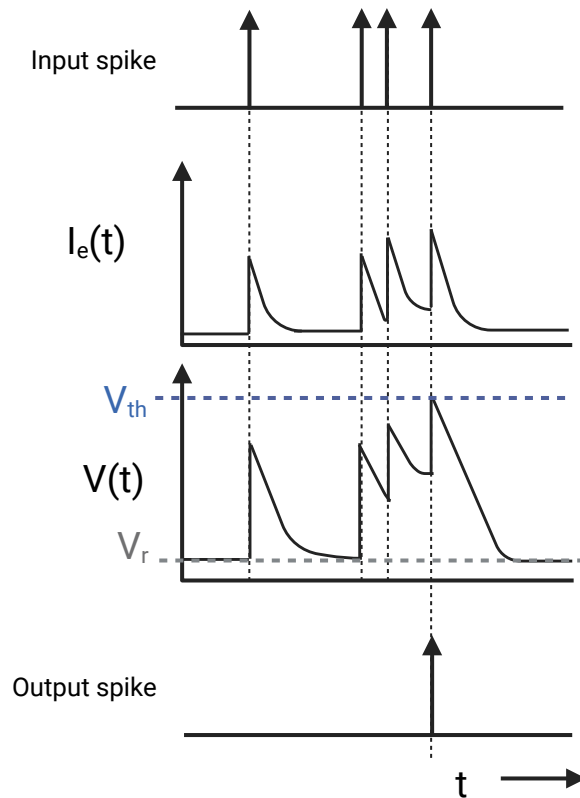 Input spike
Iₑ(t)
Vth
V(t)
Vr
Output spike
t